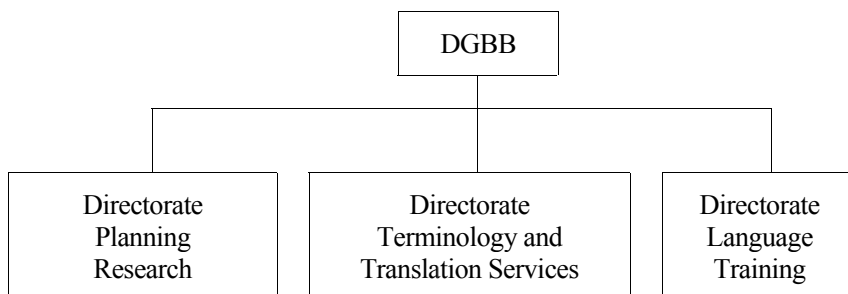 DGBB
Directorate
Planning
Research
Directorate
Terminology and
Translation Services
Directorate
Language
Training